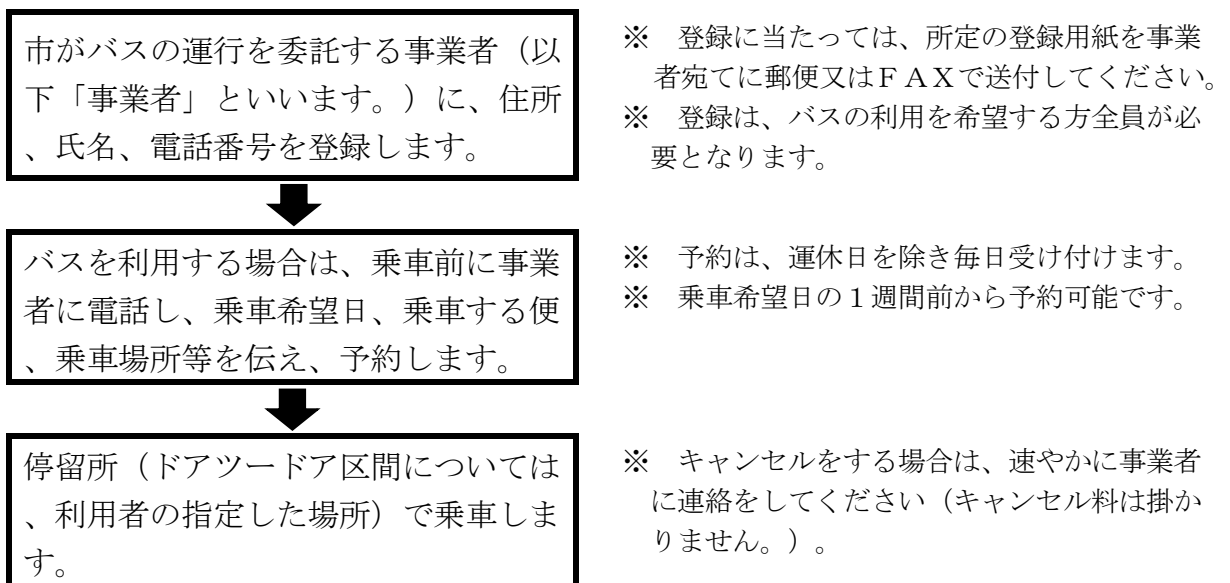 市がバスの運行を委託する事業者（以
下「事業者」といいます。）に、住所
、氏名、電話番号を登録します。
※　登録に当たっては、所定の登録用紙を事業
者宛てに郵便又はＦＡＸで送付してください。
※　登録は、バスの利用を希望する方全員が必
要となります。
バスを利用する場合は、乗車前に事業
者に電話し、乗車希望日、乗車する便
、乗車場所等を伝え、予約します。
※　予約は、運休日を除き毎日受け付けます。
※　乗車希望日の１週間前から予約可能です。
停留所（ドアツードア区間については
、利用者の指定した場所）で乗車しま
す。
※　キャンセルをする場合は、速やかに事業者
に連絡をしてください（キャンセル料は掛か
りません。）。